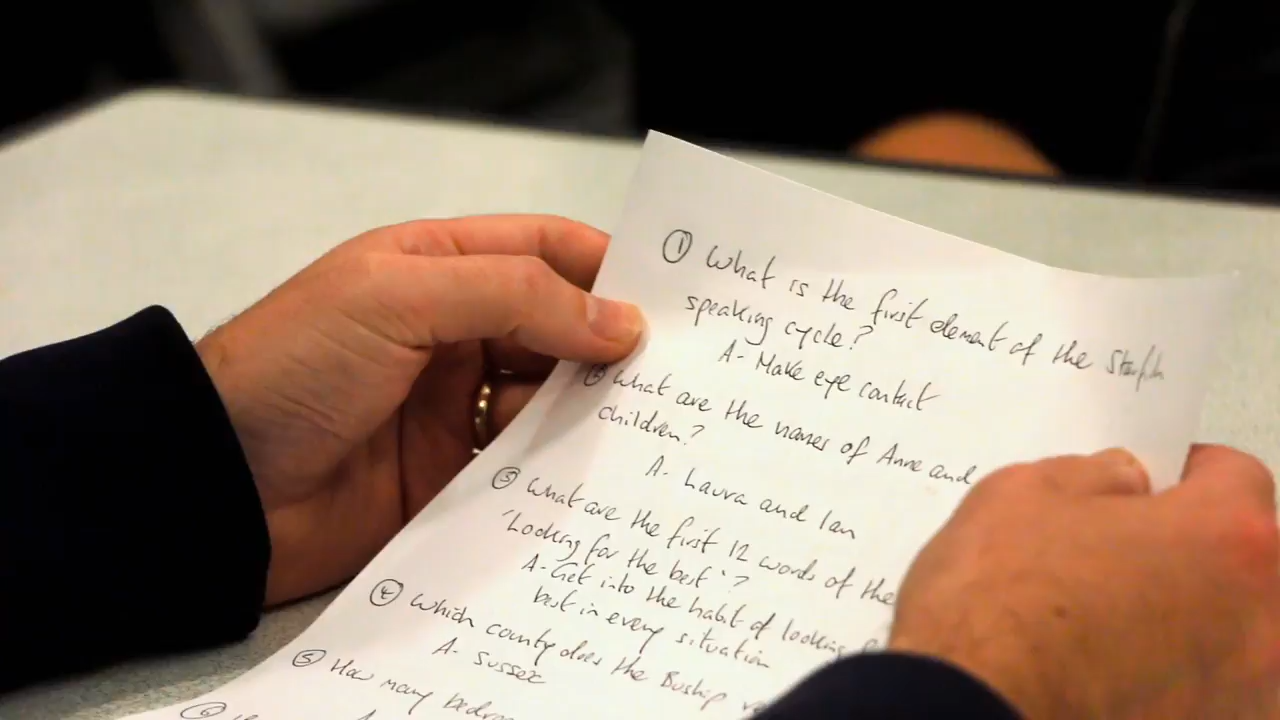 ① What is the first element of the
speaking cycle?
A- Make eye contact
② What are the names of Anne and
children?
A- Laura and Ian
③ What are the first 12 words of the
'Looking for the best'?
A- Get into the habit of looking
best in every situation
④ Which county does the Buship
A- Sussex
⑤ How many
⑥